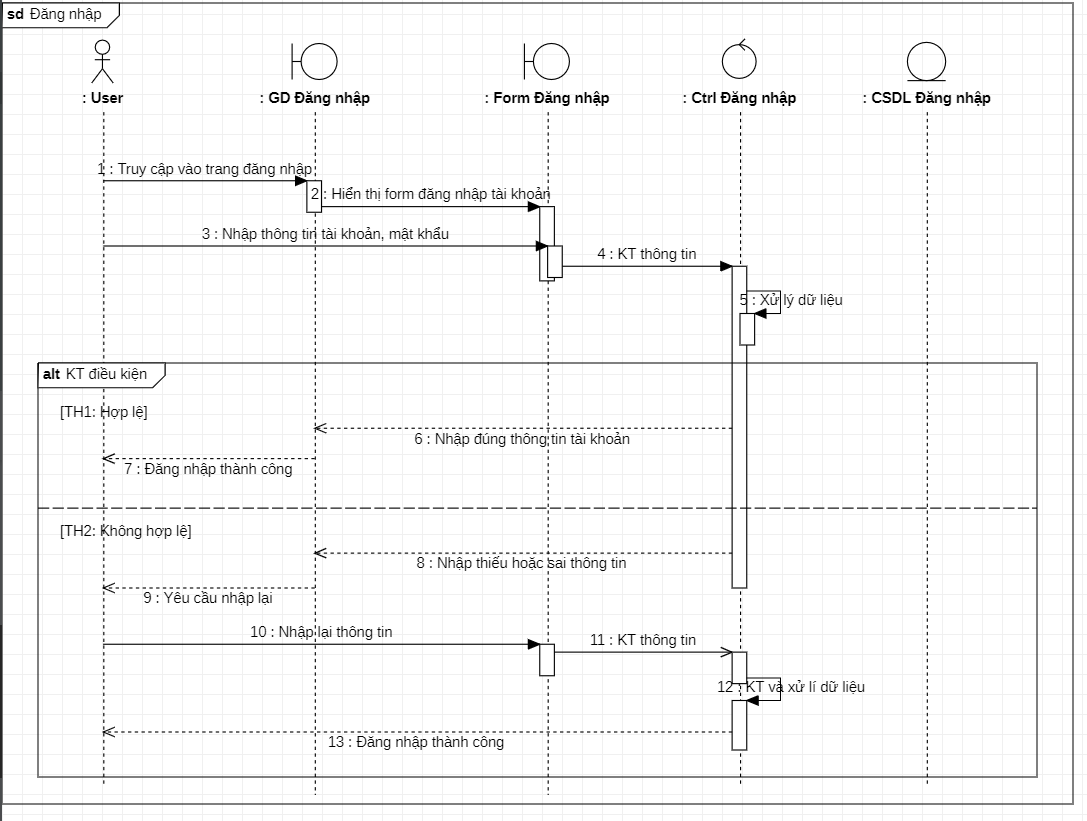 sd Đăng nhập
: User
: GD Đăng nhập
: Form Đăng nhập
: Ctrl Đăng nhập
: CSDL Đăng nhập
1 : Truy cập vào trang đăng nhập
2 : Hiển thị form đăng nhập tài khoản
3 : Nhập thông tin tài khoản, mật khẩu
4 : KT thông tin
5 : Xử lý dữ liệu
alt KT điều kiện
[TH1: Hợp lệ]
6 : Nhập đúng thông tin tài khoản
7 : Đăng nhập thành công
[TH2: Không hợp lệ]
8 : Nhập thiếu hoặc sai thông tin
9 : Yêu cầu nhập lại
10 : Nhập lại thông tin
11 : KT thông tin
12 : KT và xử lí dữ liệu
13 : Đăng nhập thành công